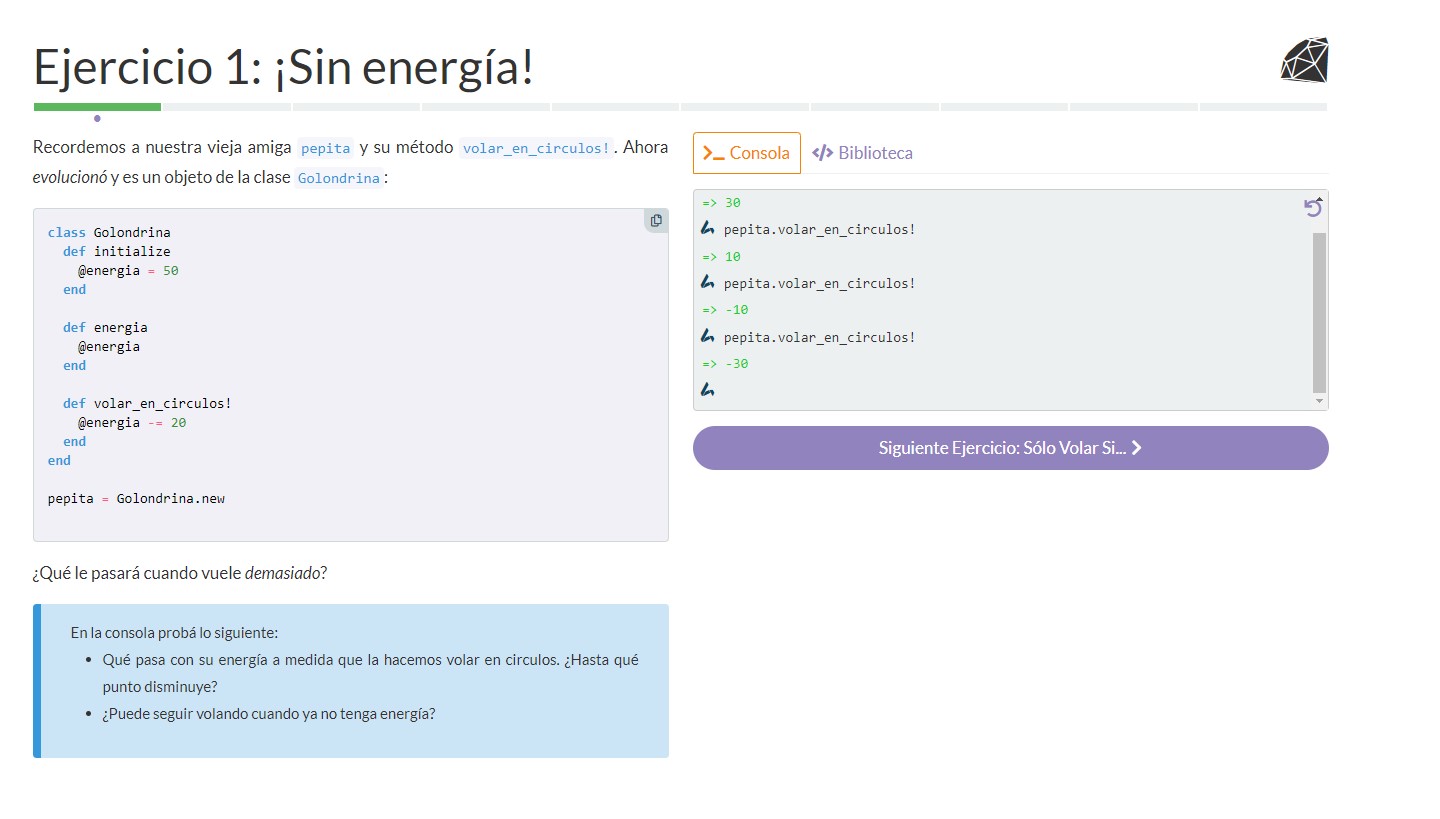 Ejercicio 1: ¡Sin energía!
Recordemos a nuestra vieja amiga pepita y su método volar_en_circulos!. Ahora
evolucionó y es un objeto de la clase Golondrina:
class Golondrina
  def initialize
    @energia = 50
  end

  def energia
    @energia
  end

  def volar_en_circulos!
    @energia -= 20
  end
end

pepita = Golondrina.new
¿Qué le pasará cuando vuele demasiado?
En la consola probá lo siguiente:
• Qué pasa con su energía a medida que la hacemos volar en circulos. ¿Hasta qué
punto disminuye?
• ¿Puede seguir volando cuando ya no tenga energía?
Consola
Biblioteca
=> 30
pepita.volar_en_circulos!
=> 10
pepita.volar_en_circulos!
=> -10
pepita.volar_en_circulos!
=> -30
Siguiente Ejercicio: Sólo Volar Si...